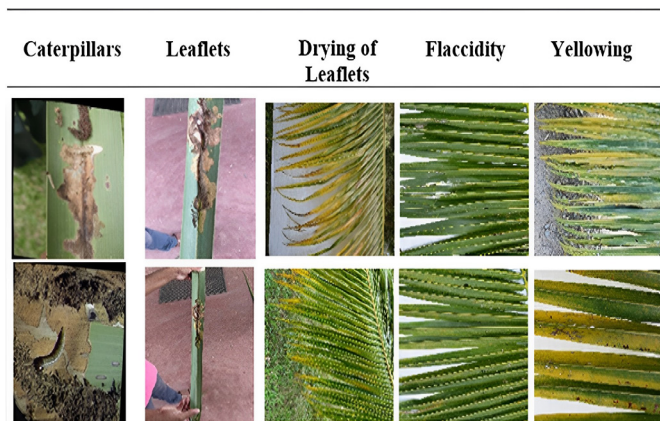 Caterpillars
Leaflets
Drying of
Leaflets
Flaccidity
Yellowing